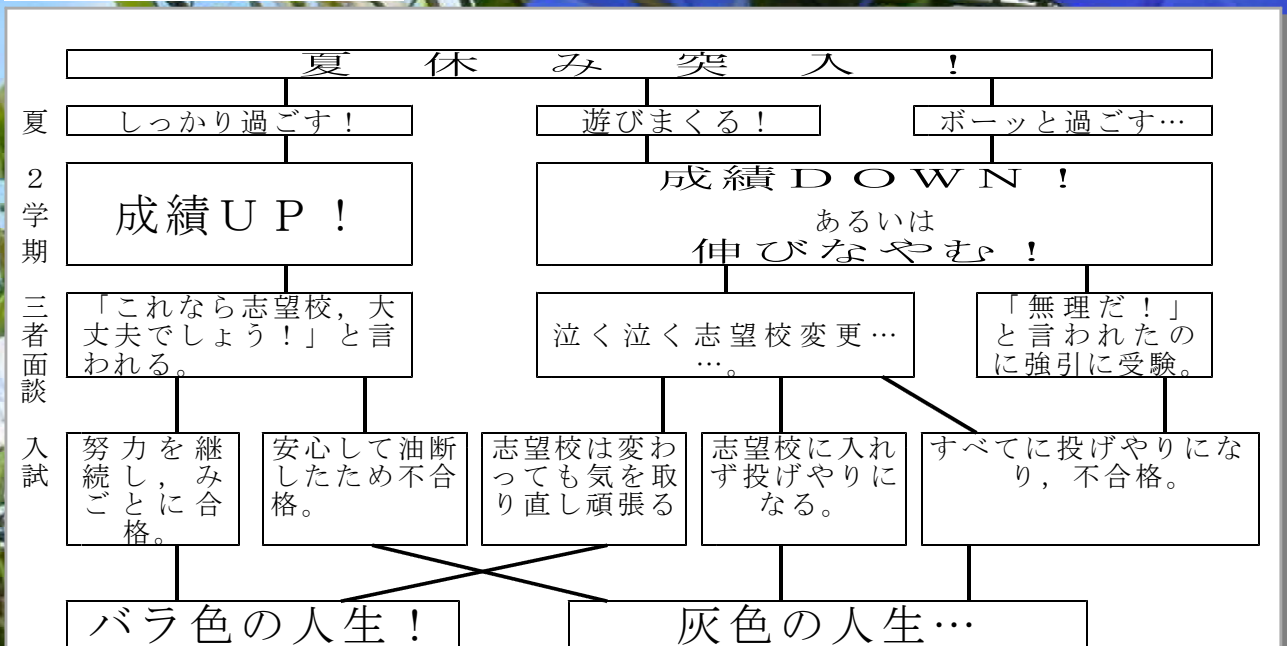 夏休み突入！
夏
しっかり過ごす！
遊びまくる！
ボーッと過ごす…
２学期
成績ＵＰ！
成績ＤＯＷＮ！
あるいは
伸びなやむ！
三者面談
「これなら志望校，大
丈夫でしょう！」と言
われる。
泣く泣く志望校変更…
…。
「無理だ！」
と言われたの
に強引に受験。
入試
努力を継
続し，み
ごとに合
格。
安心して油断
したため不合
格。
志望校は変わ
っても気を取
り直し頑張る
志望校に入れ
ず投げやりに
なる。
すべてに投げやりにな
り，不合格。
バラ色の人生！
灰色の人生…